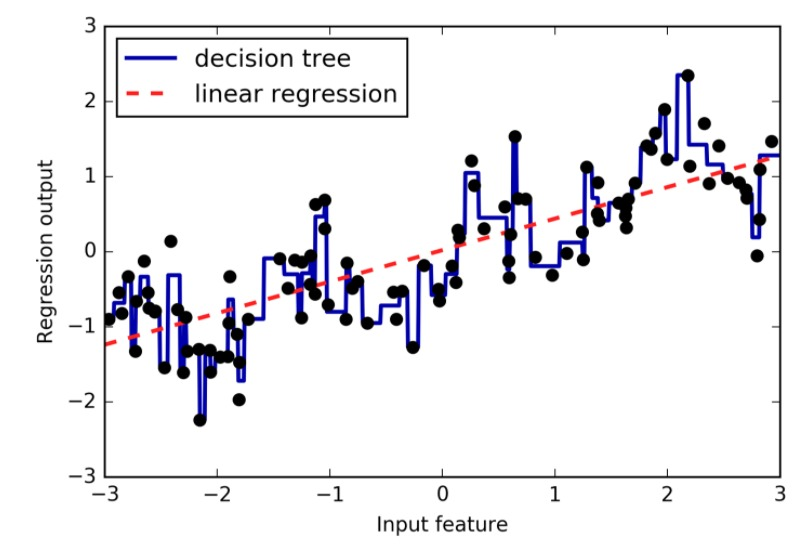 3
decision tree
linear regression
2
1
0
−1
−2
−3
−3 −2 −1 0 1 2 3
Regression output
Input feature